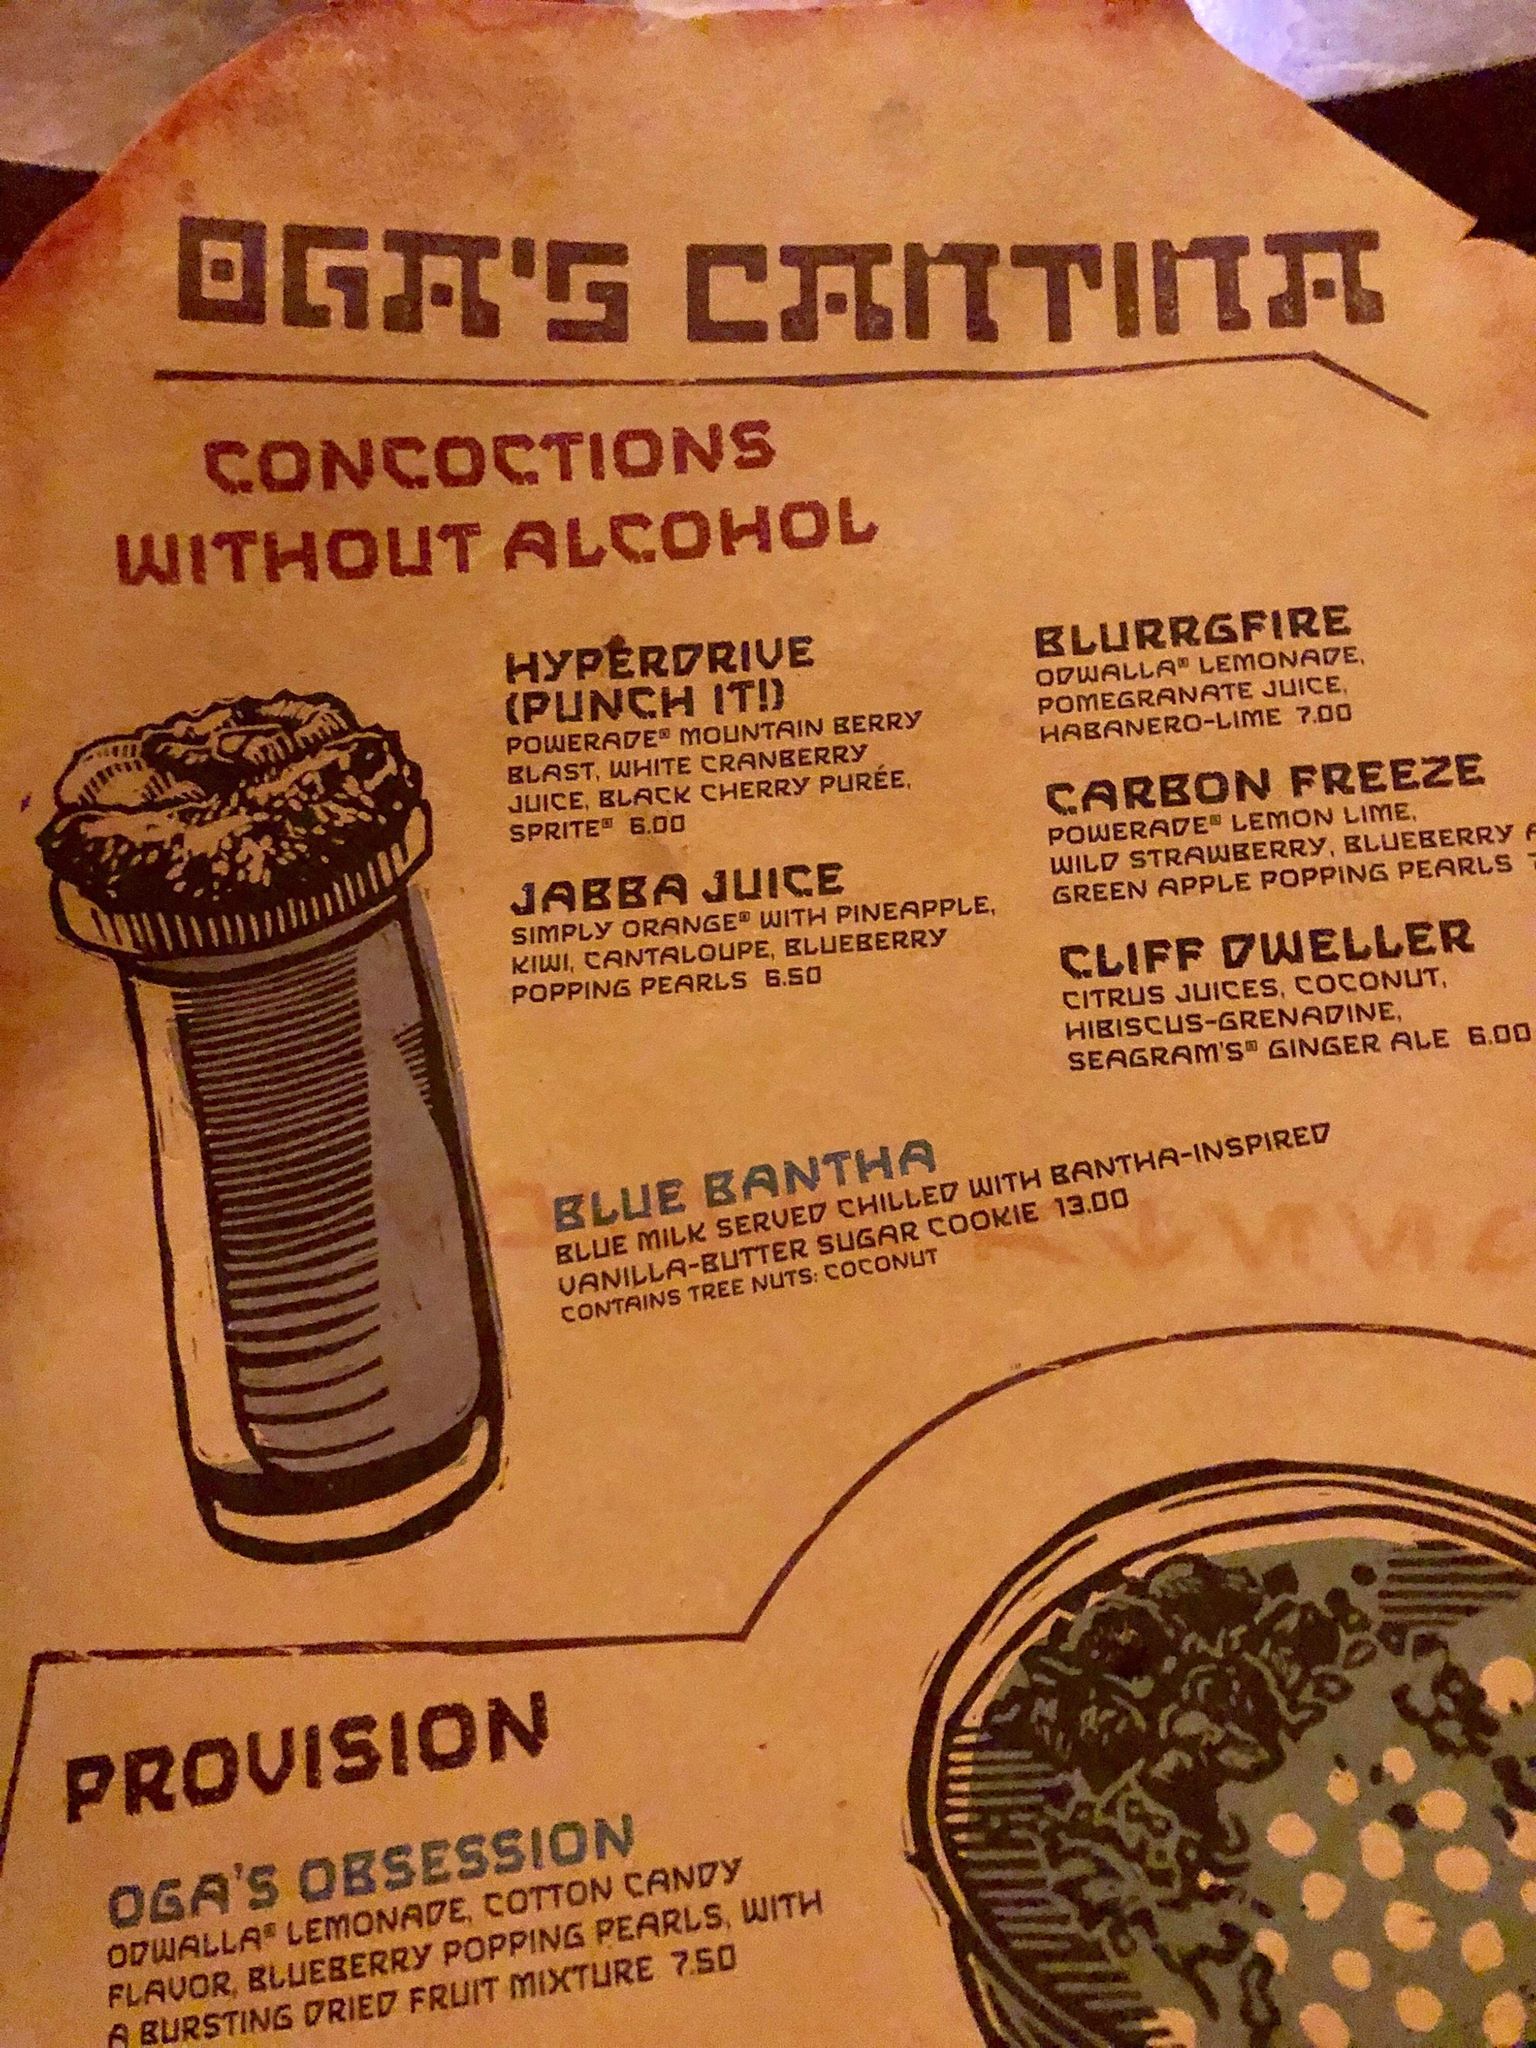 OGA'S CANTINA
CONCOCTIONS
WITHOUT ALCOHOL
HYPERDRIVE
(PUNCH IT!)
POWERADE® MOUNTAIN BERRY
BLAST, WHITE CRANBERRY
JUICE, BLACK CHERRY PURÉE,
SPRITE® 6.00
JABBA JUICE
SIMPLY ORANGE® WITH PINEAPPLE,
KIWI, CANTALOUPE, BLUEBERRY
POPPING PEARLS 6.50
BLURRGFIRE
ODWALLA® LEMONADE,
POMEGRANATE JUICE,
HABANERO-LIME 7.00
CARBON FREEZE
POWERADE® LEMON LIME,
WILD STRAWBERRY, BLUEBERRY
GREEN APPLE POPPING PEARLS
CLIFF DWELLER
CITRUS JUICES, COCONUT,
HIBISCUS-GRENADINE,
SEAGRAM'S® GINGER ALE 6.00
BLUE BANTHA
BLUE MILK SERVED CHILLED WITH BANTHA-INSPIRED
VANILLA-BUTTER SUGAR COOKIE 13.00
CONTAINS TREE NUTS: COCONUT
PROVISION
OGA'S OBSESSION
ODWALLA® LEMONADE, COTTON CANDY
FLAVOR, BLUEBERRY POPPING PEARLS, WITH
A BURSTING DRIED FRUIT MIXTURE 7.50